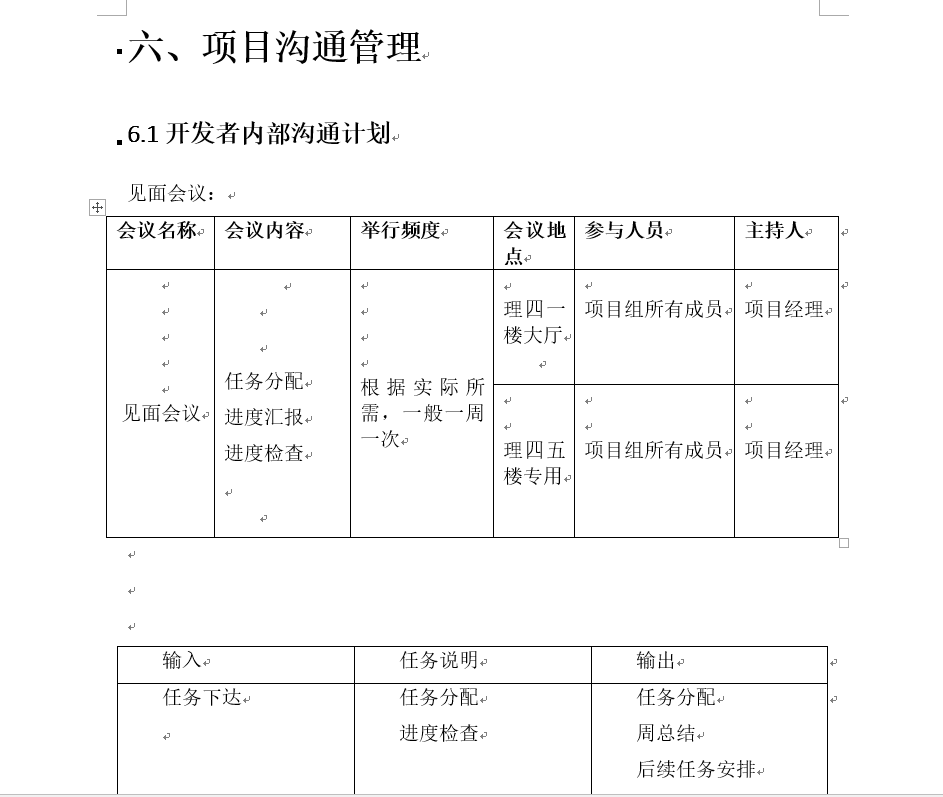 六、项目沟通管理
6.1 开发者内部沟通计划
见面会议：
会议名称 会议内容 举行频度 会议地点 参与人员 主持人
见面会议
任务分配
进度汇报
进度检查
根据实际所
需，一般一周
一次
理四一
楼大厅
项目组所有成员
项目经理
理四五
楼专用
项目组所有成员
项目经理
输入 任务说明 输出
任务下达 任务分配 任务分配
进度检查 周总结
后续任务安排